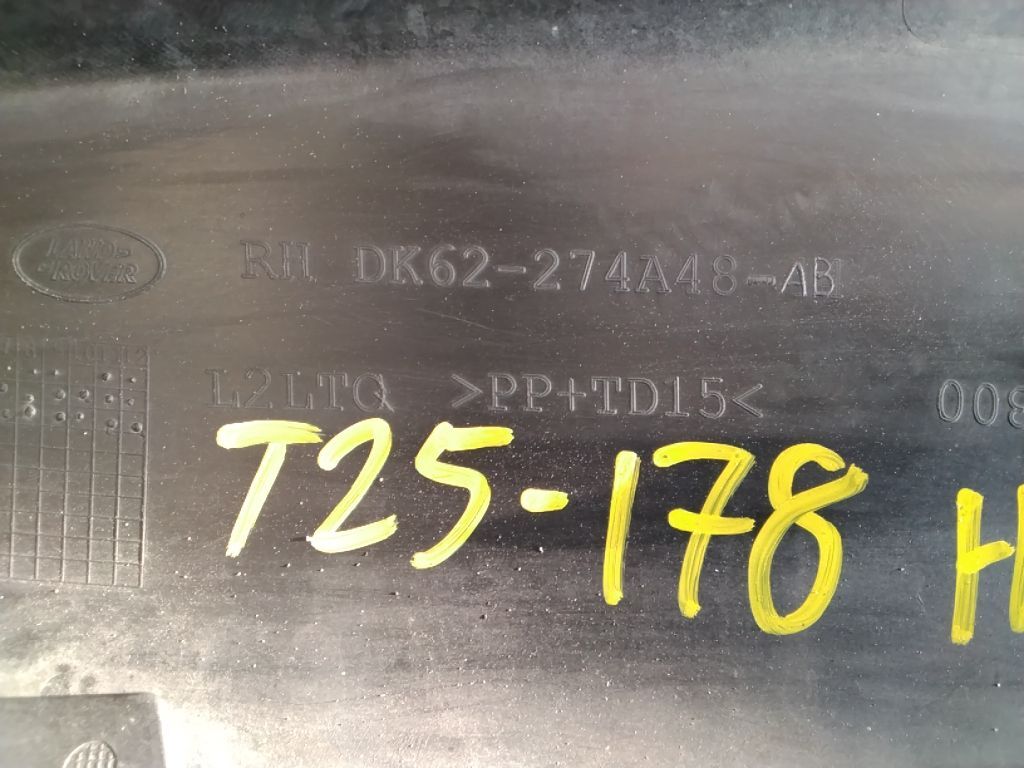 LAND-
ROVER
RH DK62-274A48-AB
L2LTQ >PP+TD15<
T25-178 H